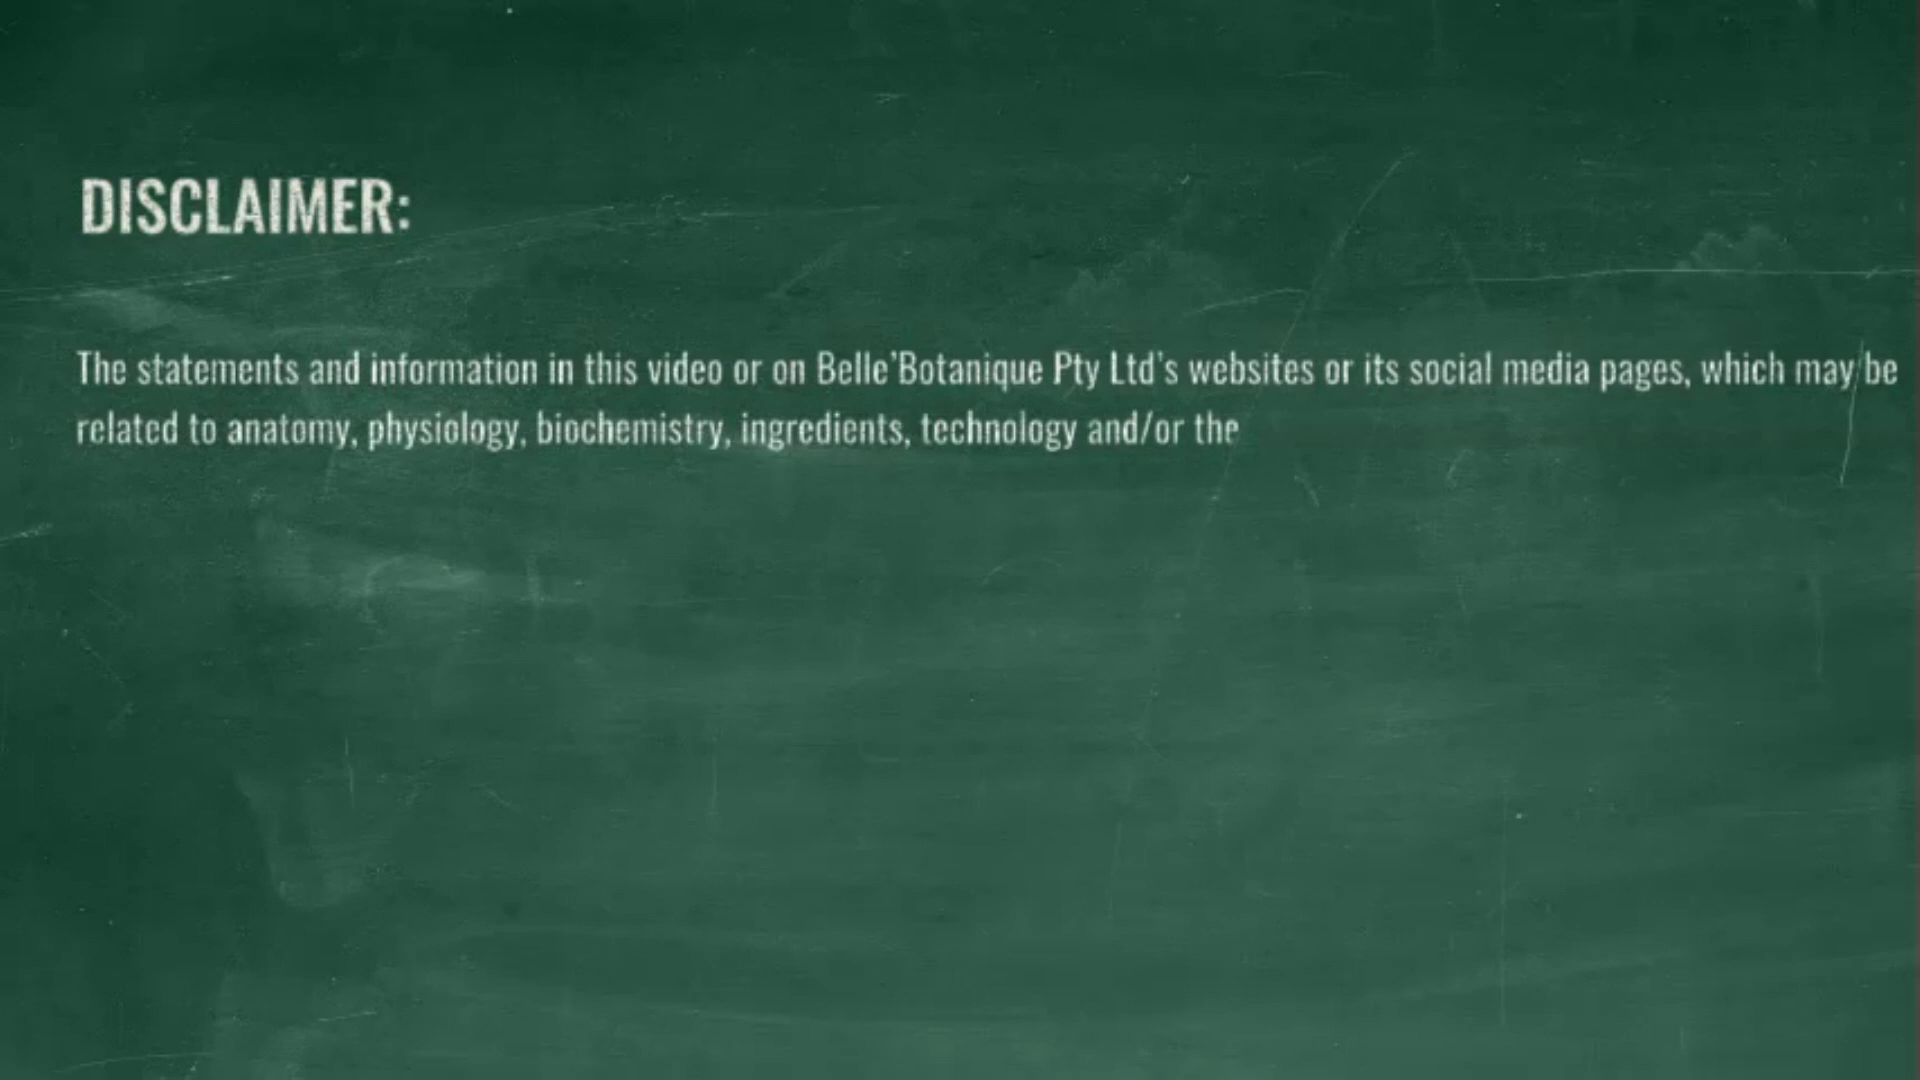 DISCLAIMER:
The statements and information in this video or on Belle'Botanique Pty Ltd's websites or its social media pages, which may be
related to anatomy, physiology, biochemistry, ingredients, technology and/or the